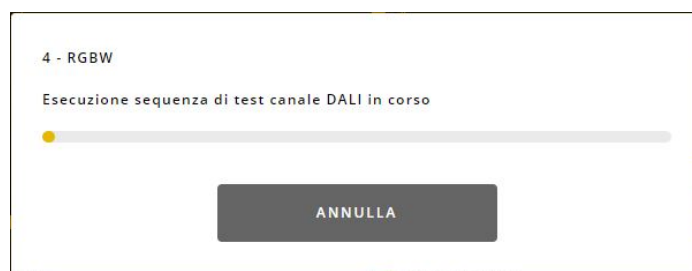 4 - RGBW
Esecuzione sequenza di test canale DALI in corso
ANNULLA